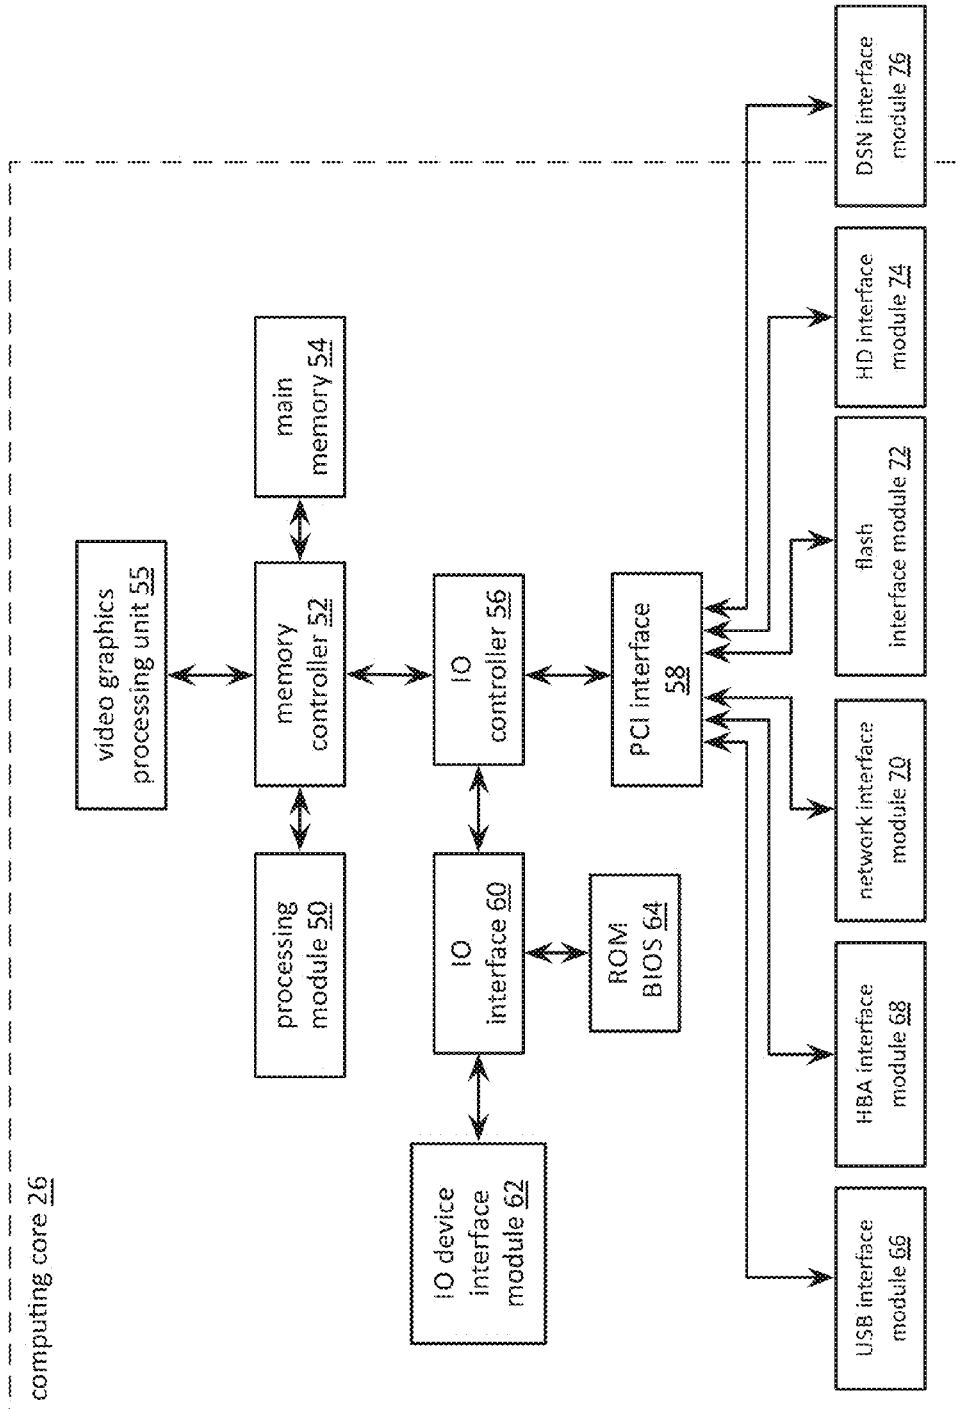 computing core 26
video graphics
processing unit 55
processing
module 50
memory
controller 52
main
memory 54
IO device
interface
module 62
IO
interface 60
IO
controller 56
ROM
BIOS 64
PCI interface
58
USB interface
module 66
HBA interface
module 68
network interface
module 70
flash
interface module 72
HD interface
module 74
DSN interface
module 76